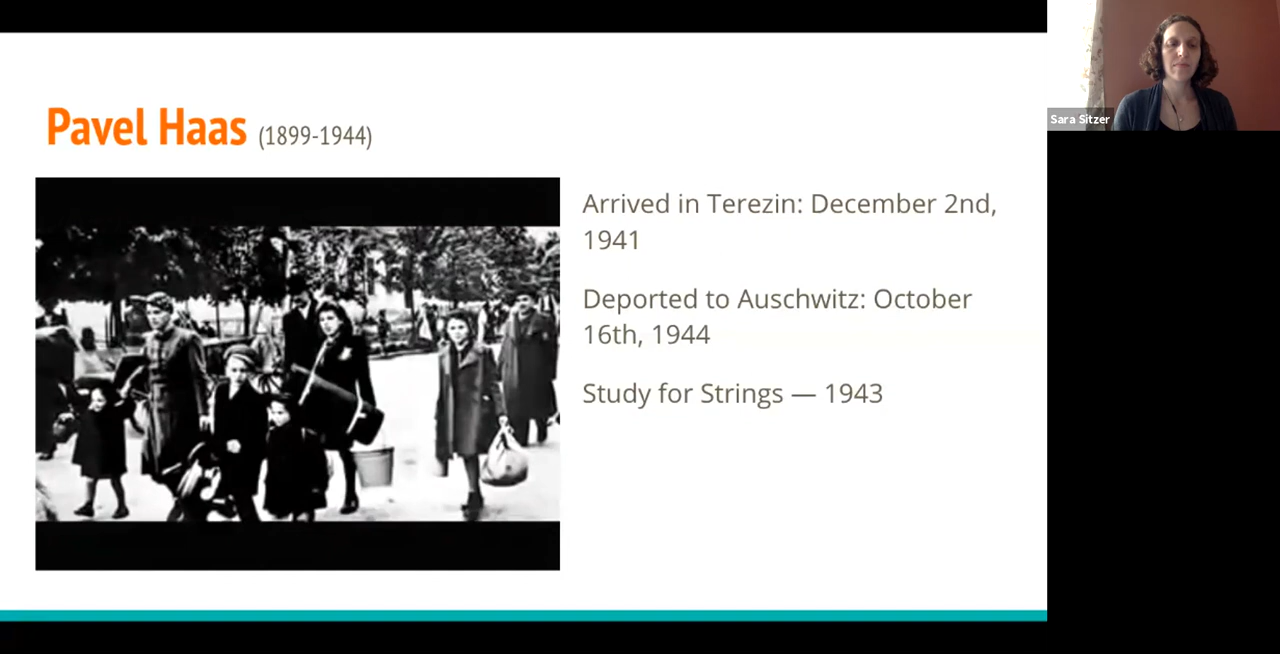 Pavel Haas (1899-1944)
Arrived in Terezin: December 2nd,
1941
Deported to Auschwitz: October
16th, 1944
Study for Strings — 1943
Sara Sitzer